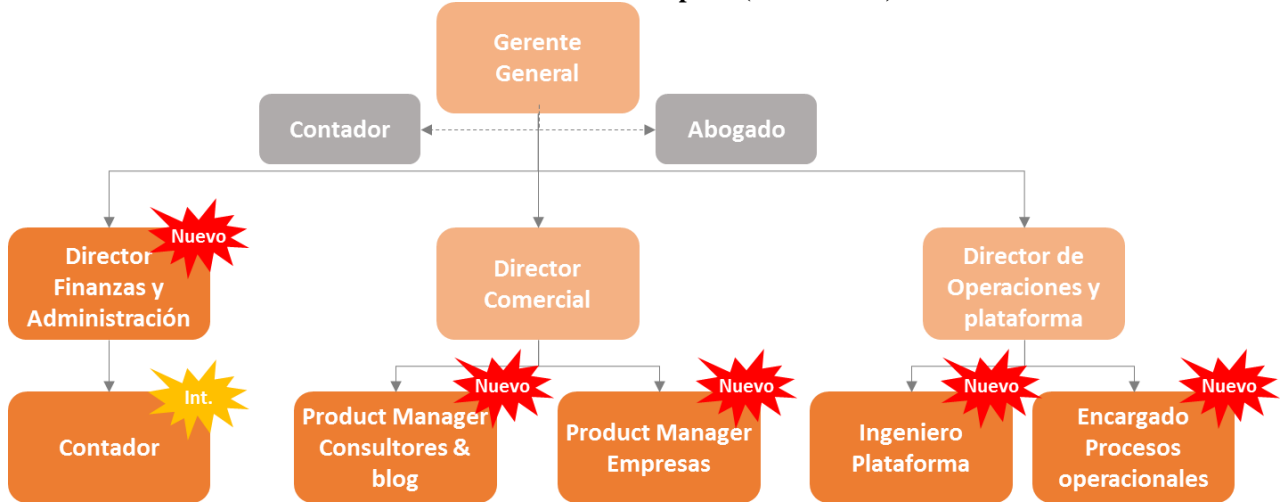 Gerente
General
Contador
Abogado
Nuevo
Director
Finanzas y
Administración
Director
Comercial
Director de
Operaciones y
plataforma
Int.
Contador
Nuevo
Product Manager
Consultores &
blog
Nuevo
Product Manager
Empresas
Nuevo
Ingeniero
Plataforma
Nuevo
Encargado
Procesos
operacionales